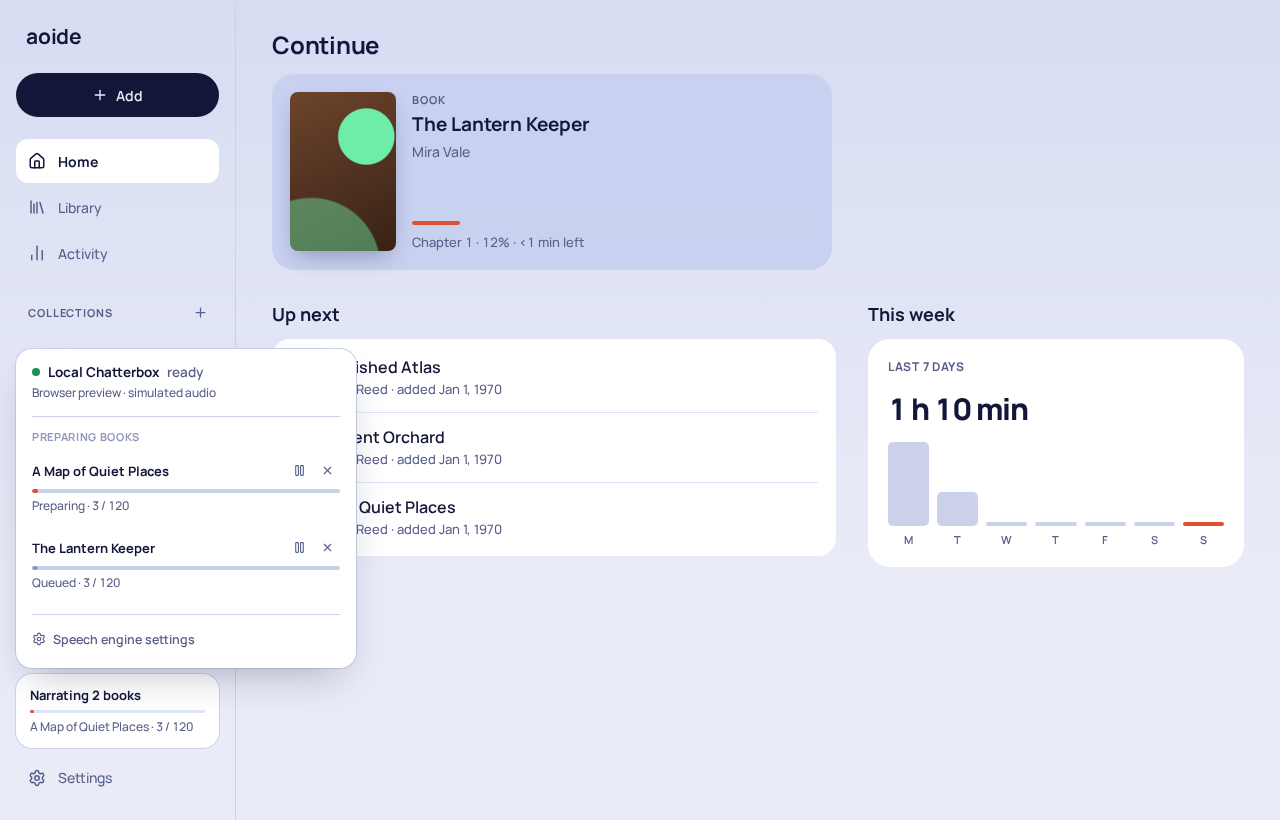 aoide
Add
Home
Library
Activity
COLLECTIONS
Local Chatterbox ready
Browser preview · simulated audio
PREPARING BOOKS
A Map of Quiet Places
Preparing · 3 / 120
The Lantern Keeper
Queued · 3 / 120
Speech engine settings
Narrating 2 books
A Map of Quiet Places · 3 / 120
Settings
Continue
BOOK
The Lantern Keeper
Mira Vale
Chapter 1 · 12% · <1 min left
Up next
Atlas
Reed · added Jan 1, 1970
Orchard
Reed · added Jan 1, 1970
Quiet Places
Reed · added Jan 1, 1970
This week
LAST 7 DAYS
1 h 10 min
M T W T F S S